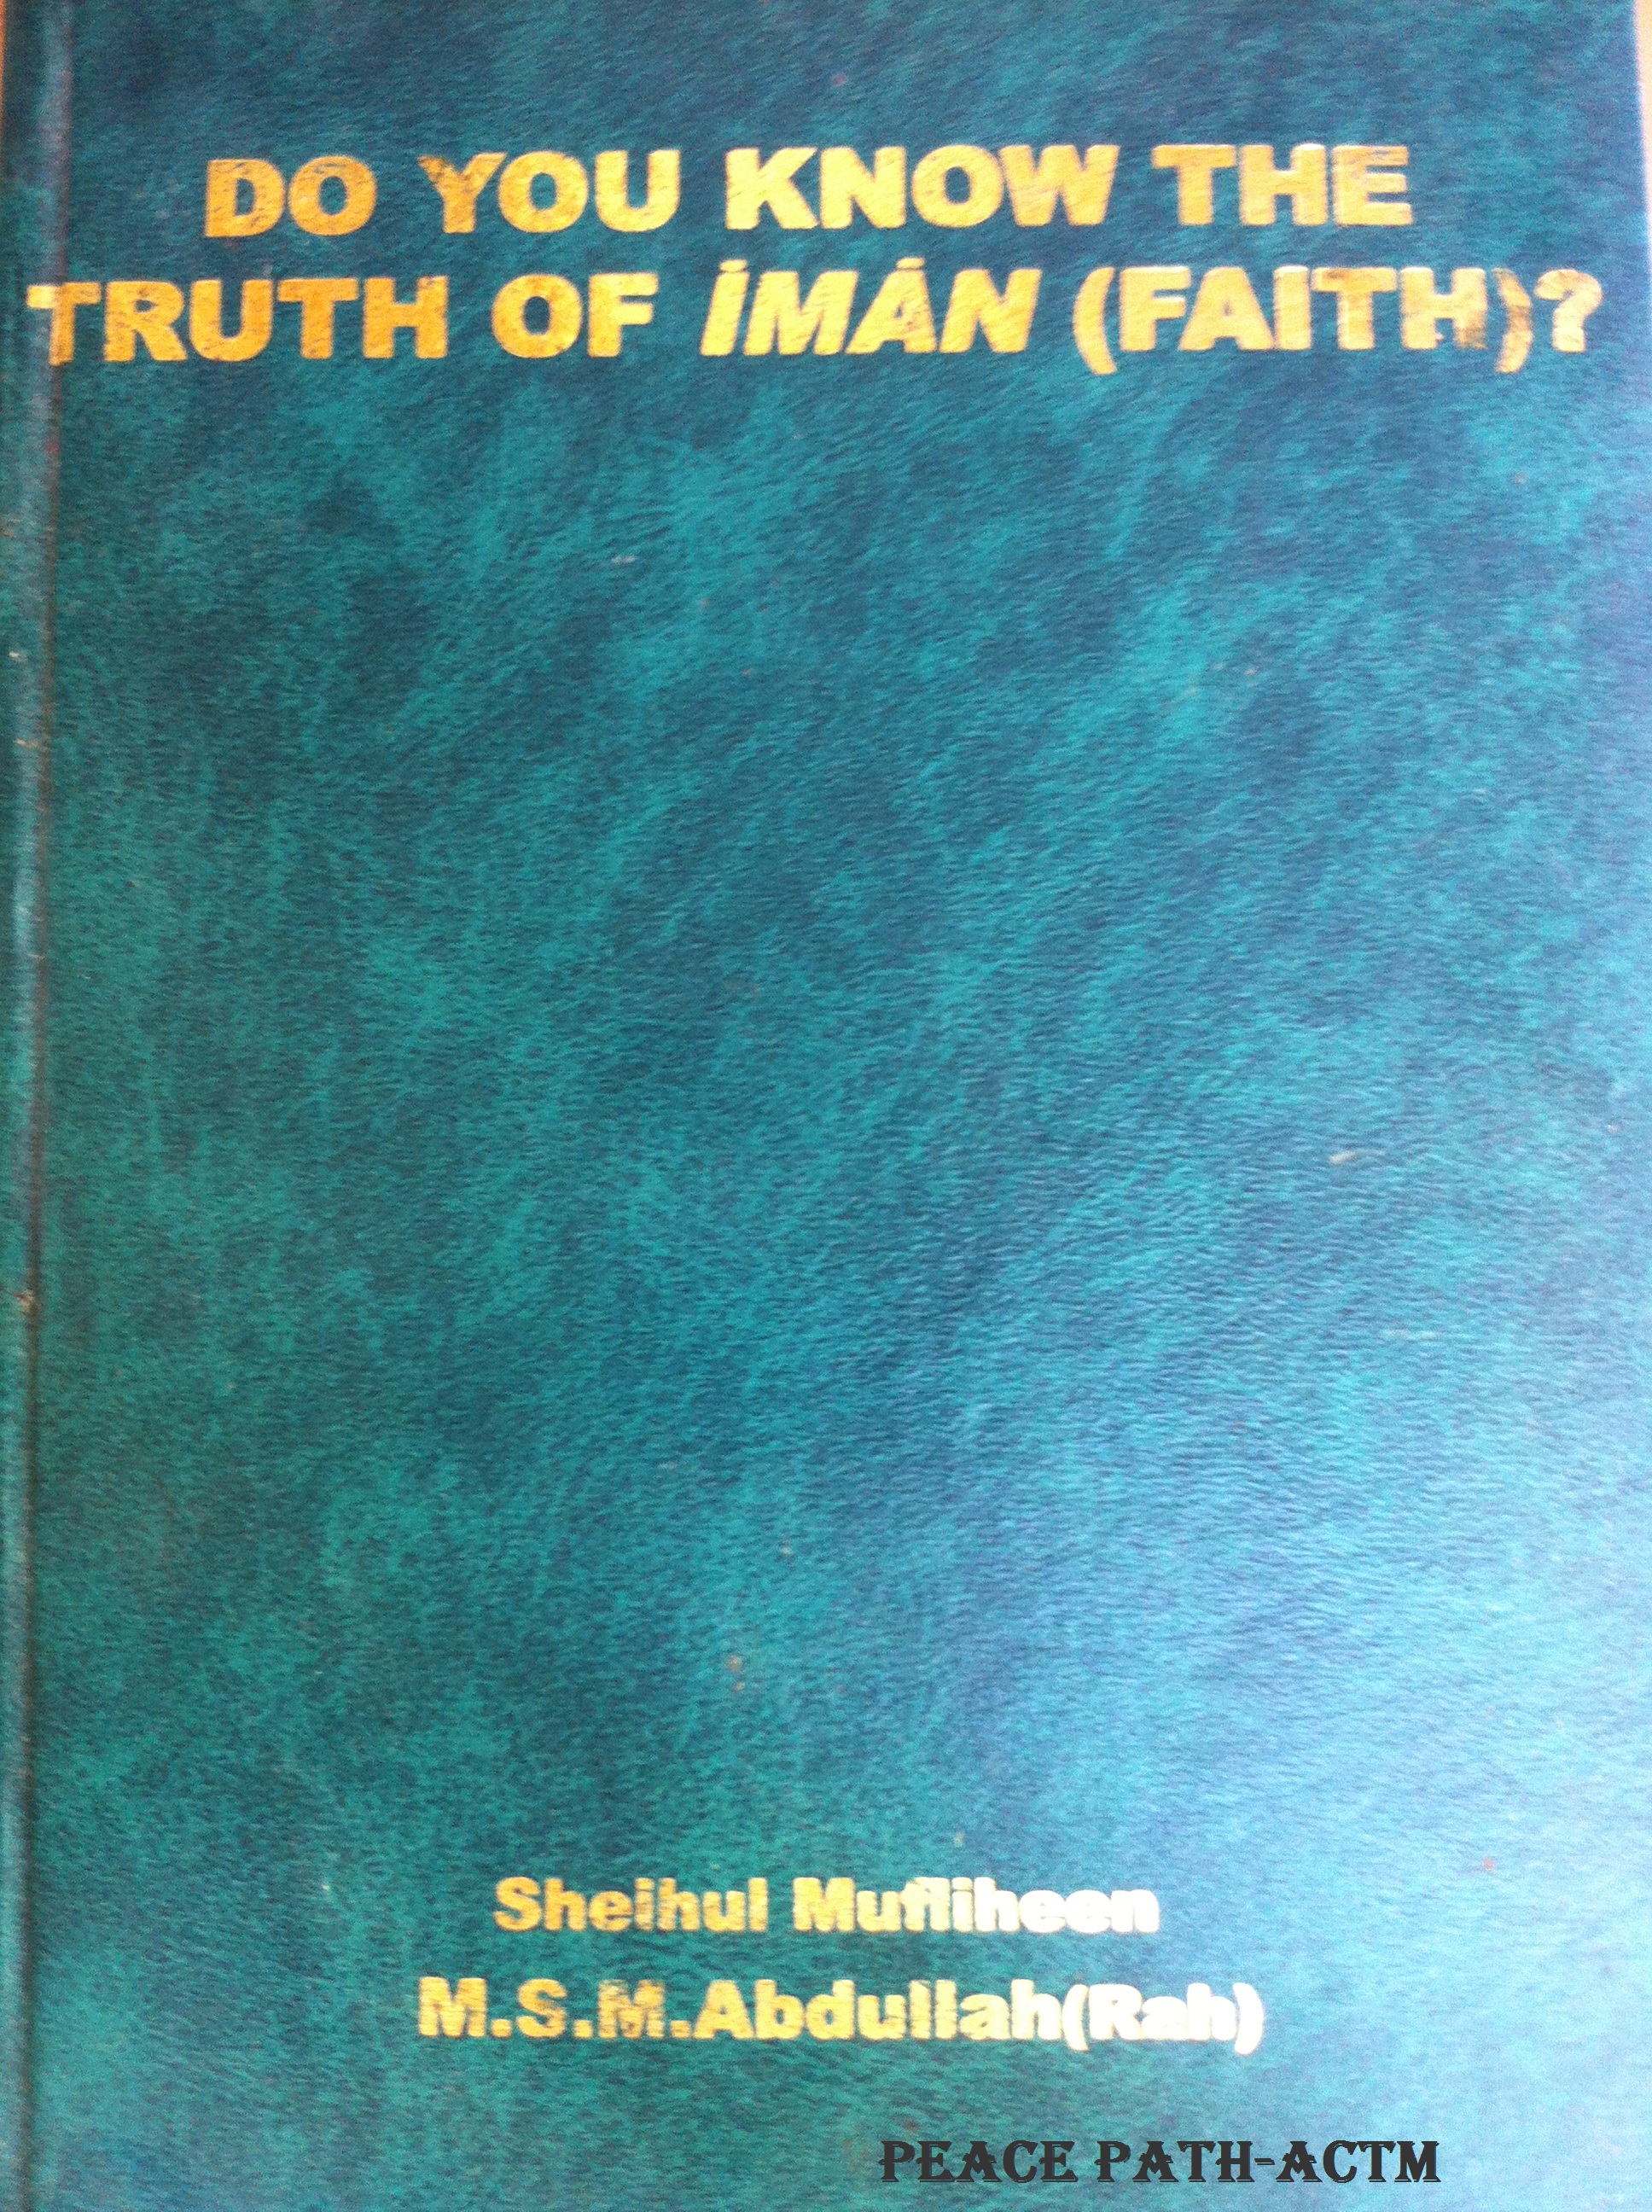 DO YOU KNOW THE
TRUTH OF İMÁN (FAITH)?
Sheihul Mufliheen
M.S.M.Abdullah(Rah)
PEACE PATH-ACTM